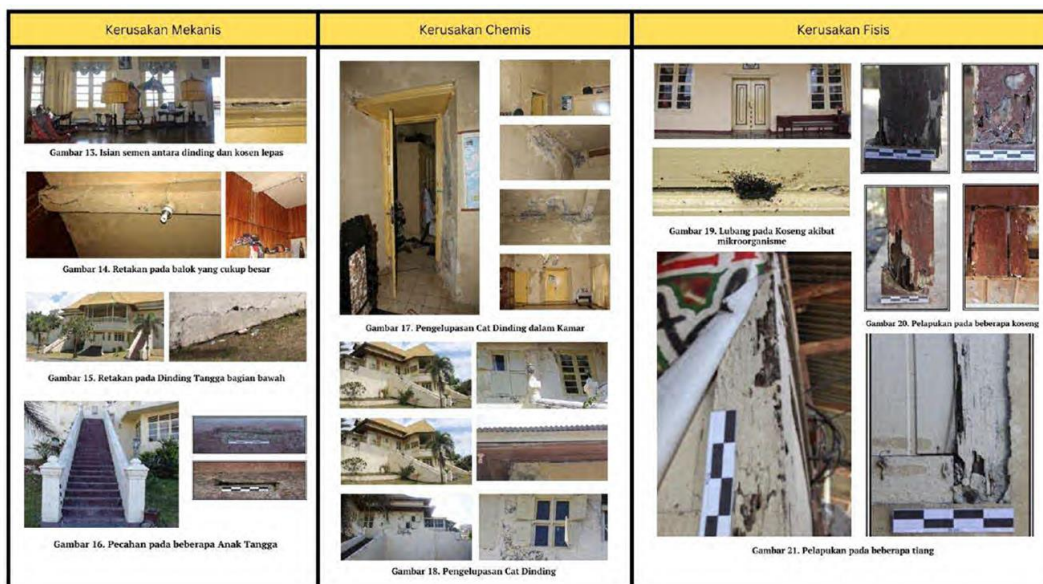 Kerusakan Mekanis
Gambar 13. Isian semen antara dinding dan kosen lepas
Gambar 14. Retakan pada balok yang cukup besar
Gambar 15. Retakan pada Dinding Tangga bagian bawah
Gambar 16. Pecahan pada beberapa Anak Tangga
Kerusakan Chemis
Gambar 17. Pengelupasan Cat Dinding dalam Kamar
Gambar 18. Pengelupasan Cat Dinding
Kerusakan Fisis
Gambar 19. Lubang pada Koseng akibat
mikroorganisme
Gambar 20. Pelapukan pada beberapa koseng
Gambar 21. Pelapukan pada beberapa tiang